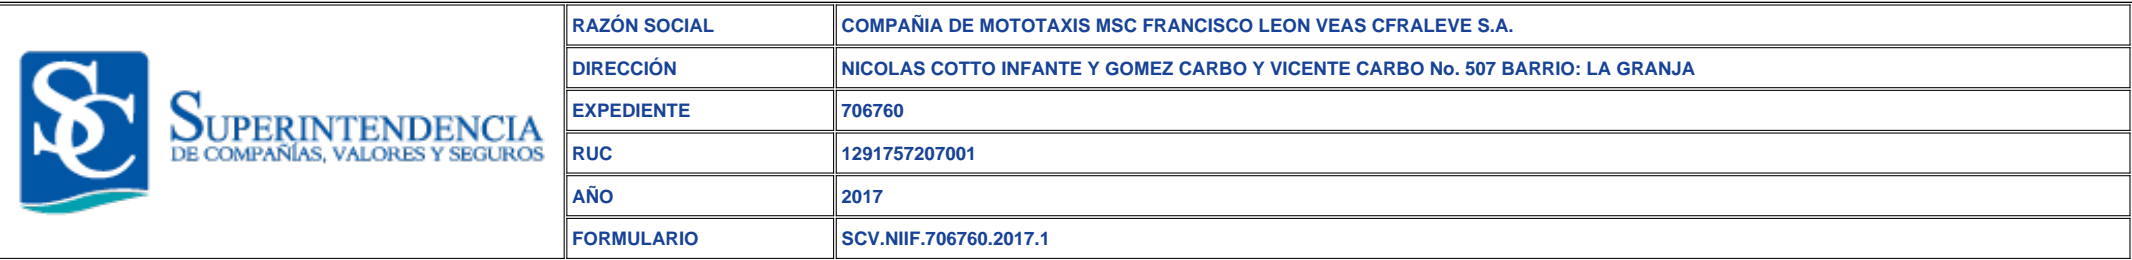 SC
SUPERINTENDENCIA
DE COMPAÑÍAS, VALORES Y SEGUROS
RAZÓN SOCIAL COMPAÑIA DE MOTOTAXIS MSC FRANCISCO LEON VEAS CFRALEVE S.A.
DIRECCIÓN NICOLAS COTTO INFANTE Y GOMEZ CARBO Y VICENTE CARBO No. 507 BARRIO: LA GRANJA
EXPEDIENTE 706760
RUC 1291757207001
AÑO 2017
FORMULARIO SCV.NIIF.706760.2017.1